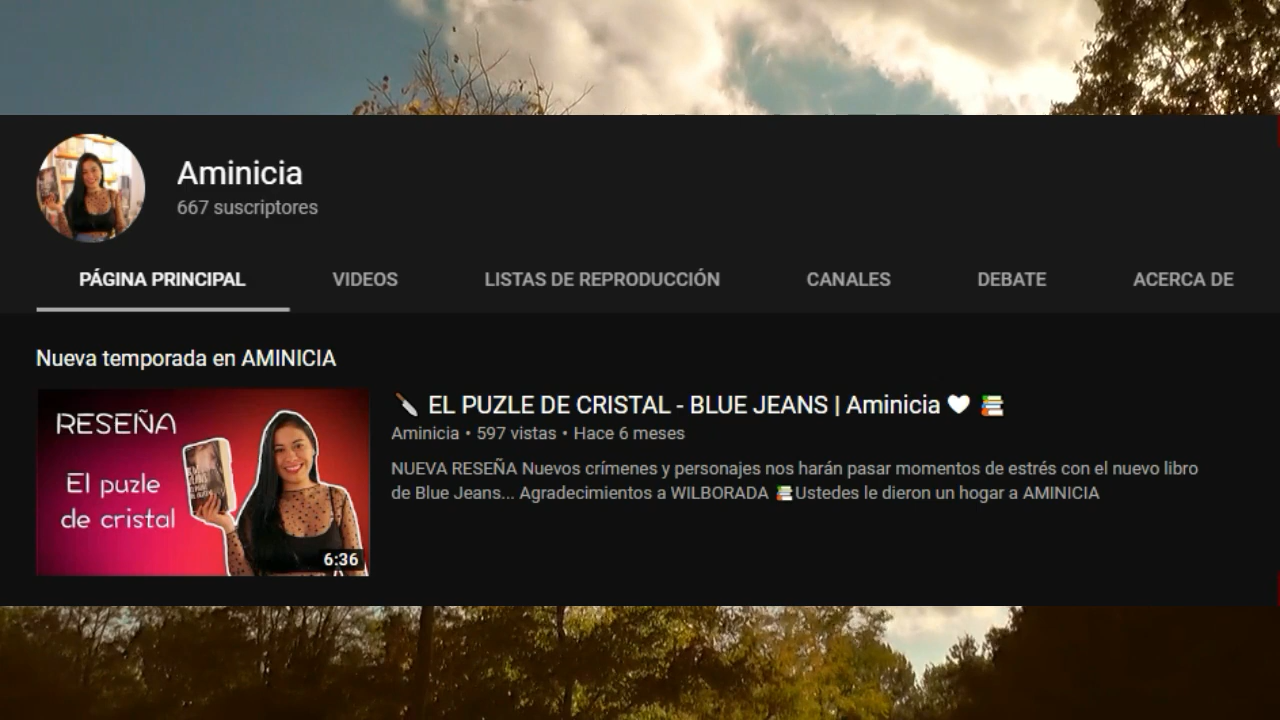 Aminicia
667 suscriptores
PÁGINA PRINCIPAL VIDEOS LISTAS DE REPRODUCCIÓN CANALES DEBATE ACERCA DE
Nueva temporada en AMINICIA
RESEÑA
El puzle
de cristal
6:36
🔪 EL PUZLE DE CRISTAL - BLUE JEANS | Aminicia 🤍 📚
Aminicia • 597 vistas • Hace 6 meses
NUEVA RESEÑA Nuevos crímenes y personajes nos harán pasar momentos de estrés con el nuevo libro
de Blue Jeans... Agradecimientos a WILBORADA 📚Ustedes le dieron un hogar a AMINICIA